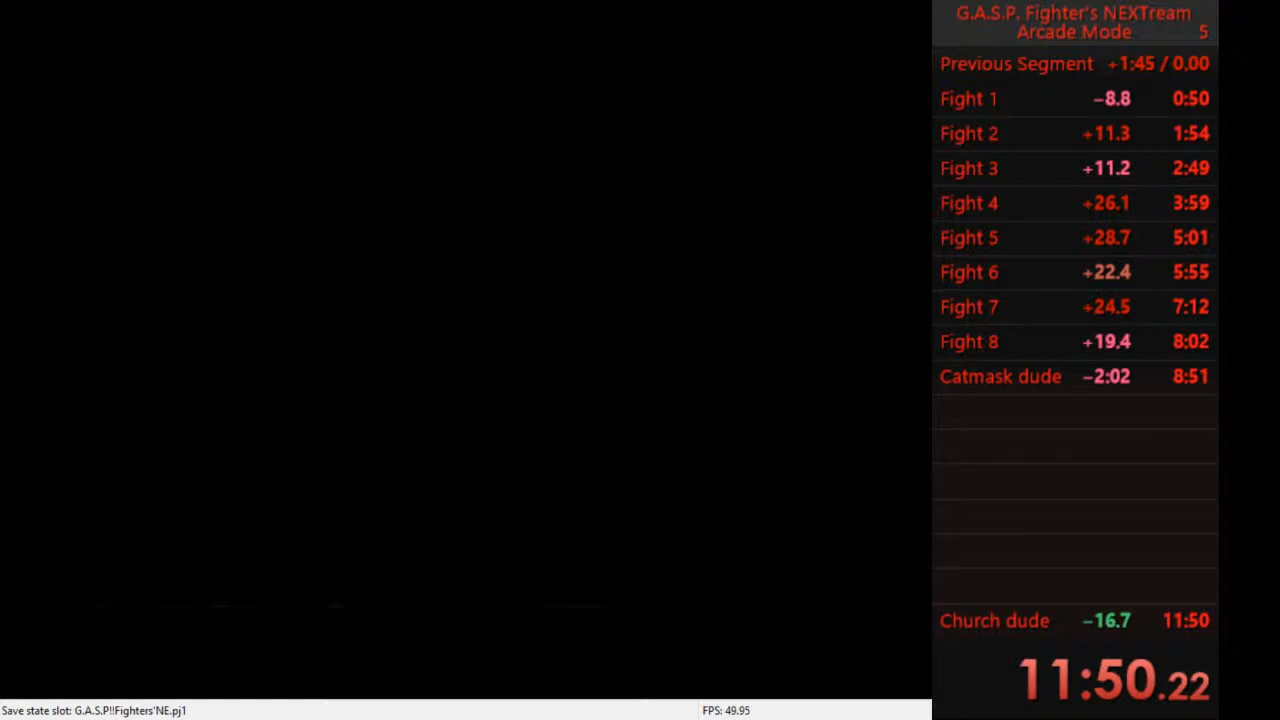 G.A.S.P. Fighter's NEXTream
Arcade Mode 5
Previous Segment +1:45 / 0.00
Fight 1 −8.8 0:50
Fight 2 +11.3 1:54
Fight 3 +11.2 2:49
Fight 4 +26.1 3:59
Fight 5 +28.7 5:01
Fight 6 +22.4 5:55
Fight 7 +24.5 7:12
Fight 8 +19.4 8:02
Catmask dude −2:02 8:51
Church dude −16.7 11:50
11:50.22
Save state slot: G.A.S.P!!Fighters'NE.pj1 FPS: 49.95